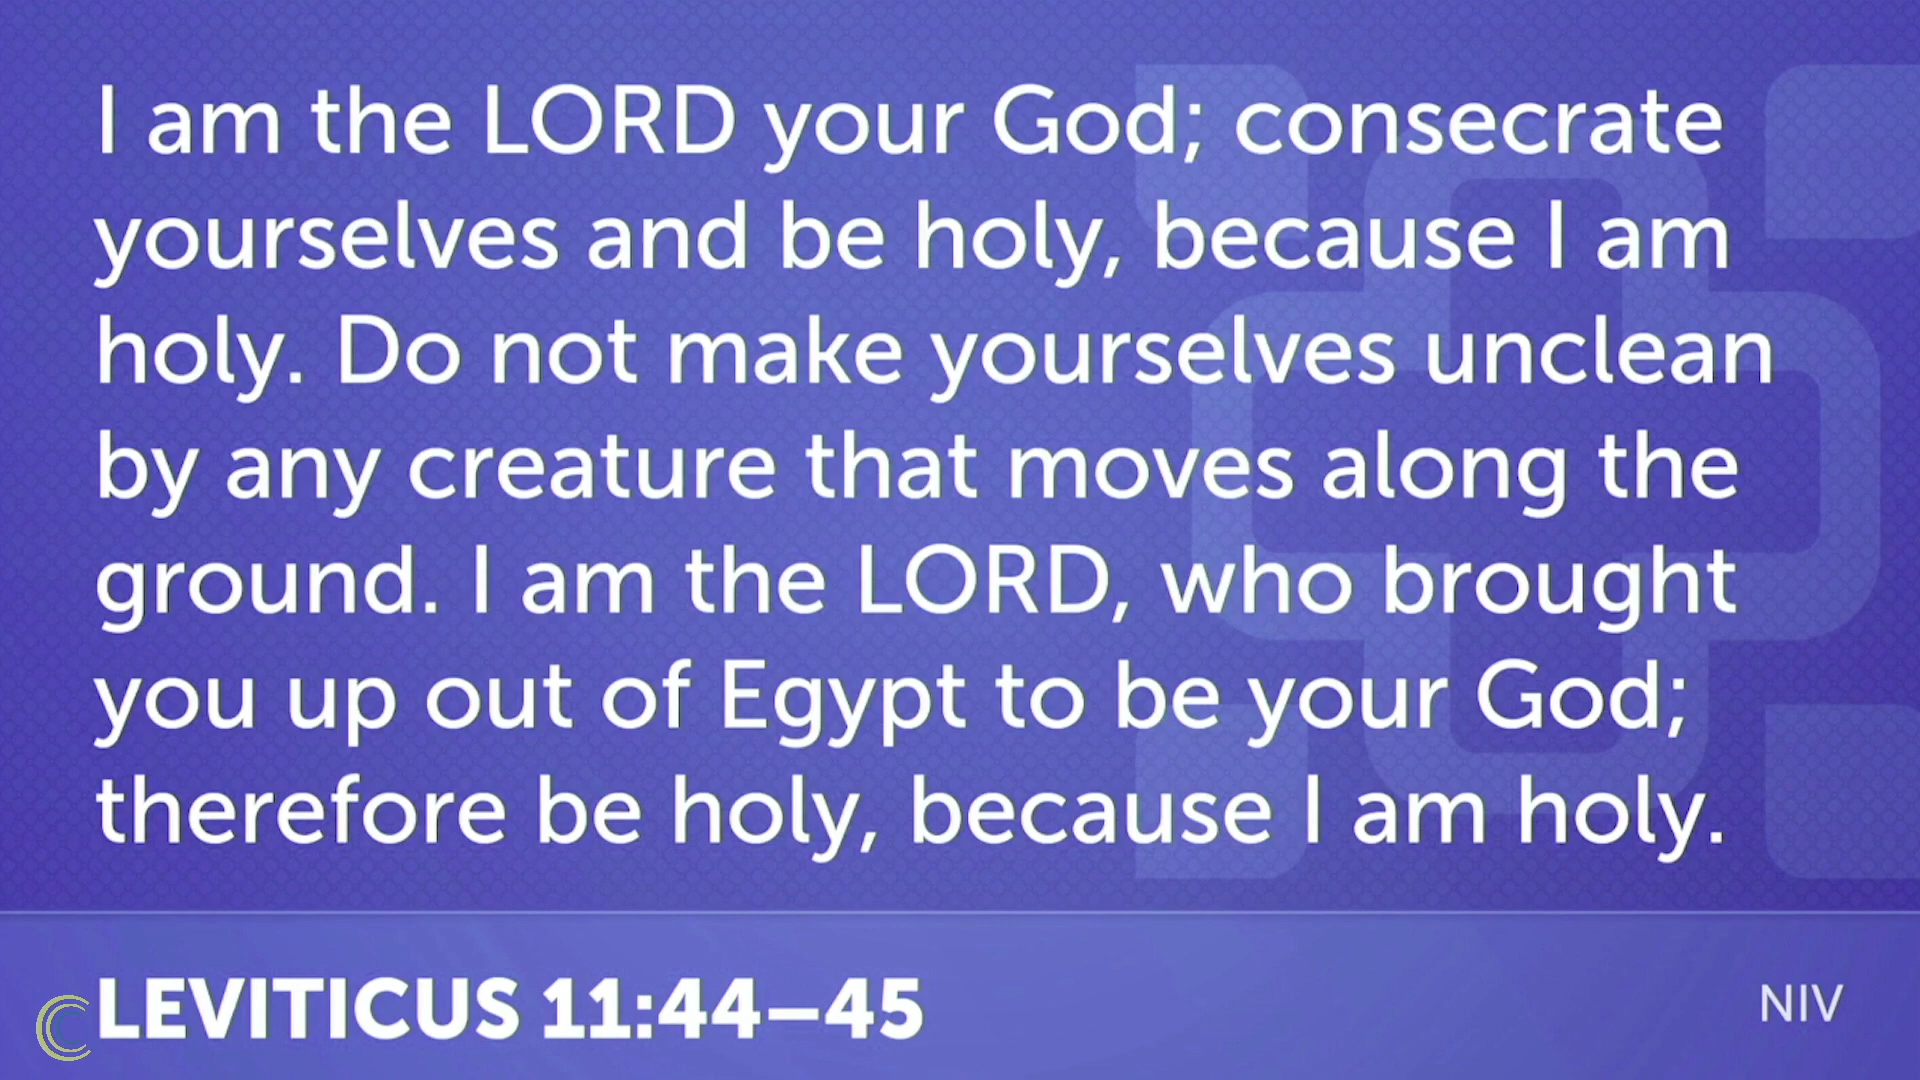 I am the LORD your God; consecrate
yourselves and be holy, because I am
holy. Do not make yourselves unclean
by any creature that moves along the
ground. I am the LORD, who brought
you up out of Egypt to be your God;
therefore be holy, because I am holy.
LEVITICUS 11:44–45
NIV